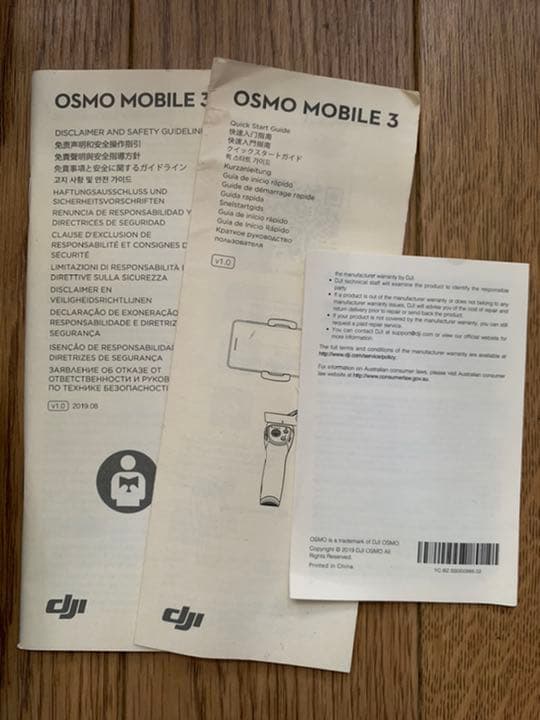 OSMO MOBILE 3
DISCLAIMER AND SAFETY GUIDELIN
免责声明和安全操作指引
免責聲明與安全指導方針
免責事項と安全に関するガイドライン
고지 사항 및 안전 가이드
HAFTUNGSAUSSCHLUSS UND
SICHERHEITSVORSCHRIFTEN
RENUNCIA DE RESPONSABILIDAD Y
DIRECTRICES DE SEGURIDAD
CLAUSE D'EXCLUSION DE
RESPONSABILITÉ ET CONSIGNES D
SÉCURITÉ
LIMITAZIONI DI RESPONSABILITÀ
DIRETTIVE SULLA SICUREZZA
DISCLAIMER EN
VEILIGHEIDSRICHTLIJNEN
DECLARAÇÃO DE EXONERAÇÃO
RESPONSABILIDADE E DIRETRIZ
SEGURANÇA
ISENÇÃO DE RESPONSABILIDA
DIRETRIZES DE SEGURANÇA
ЗАЯВЛЕНИЕ ОБ ОТКАЗЕ ОТ
ОТВЕТСТВЕННОСТИ И РУКОВ
ПО ТЕХНИКЕ БЕЗОПАСНОСТИ
v1.0 2019.08
dji
OSMO MOBILE 3
Quick Start Guide
快速入门指南
快速入門指南
クイックスタートガイド
퀵 스타트 가이드
Kurzanleitung
Guía de inicio rápido
Guide de démarrage rapide
Guida rapida
Snelstartgids
Guia de início rápido
Guia de Início Rápido
Краткое руководство
пользователя
v1.0
dji
the manufacturer warranty by DJI.
• DJI technical staff will examine the product to identify the responsible
party.
• If a product is out of the manufacturer warranty or does not belong to any
manufacturer warranty issues, DJI will advise you of the cost of repair and
return delivery prior to repair or send back the product.
• If your product is not covered by the manufacturer warranty, you can still
request a paid repair service.
• You can contact DJI at support@dji.com or view our official website for
more information.
The full terms and conditions of the manufacturer warranty are available at
http://www.dji.com/service/policy.
For information on Australian consumer laws, please visit Australian consumer
law website at http://www.consumerlaw.gov.au.
OSMO is a trademark of DJI OSMO.
Copyright © 2019 DJI OSMO All
Rights Reserved.
Printed in China.